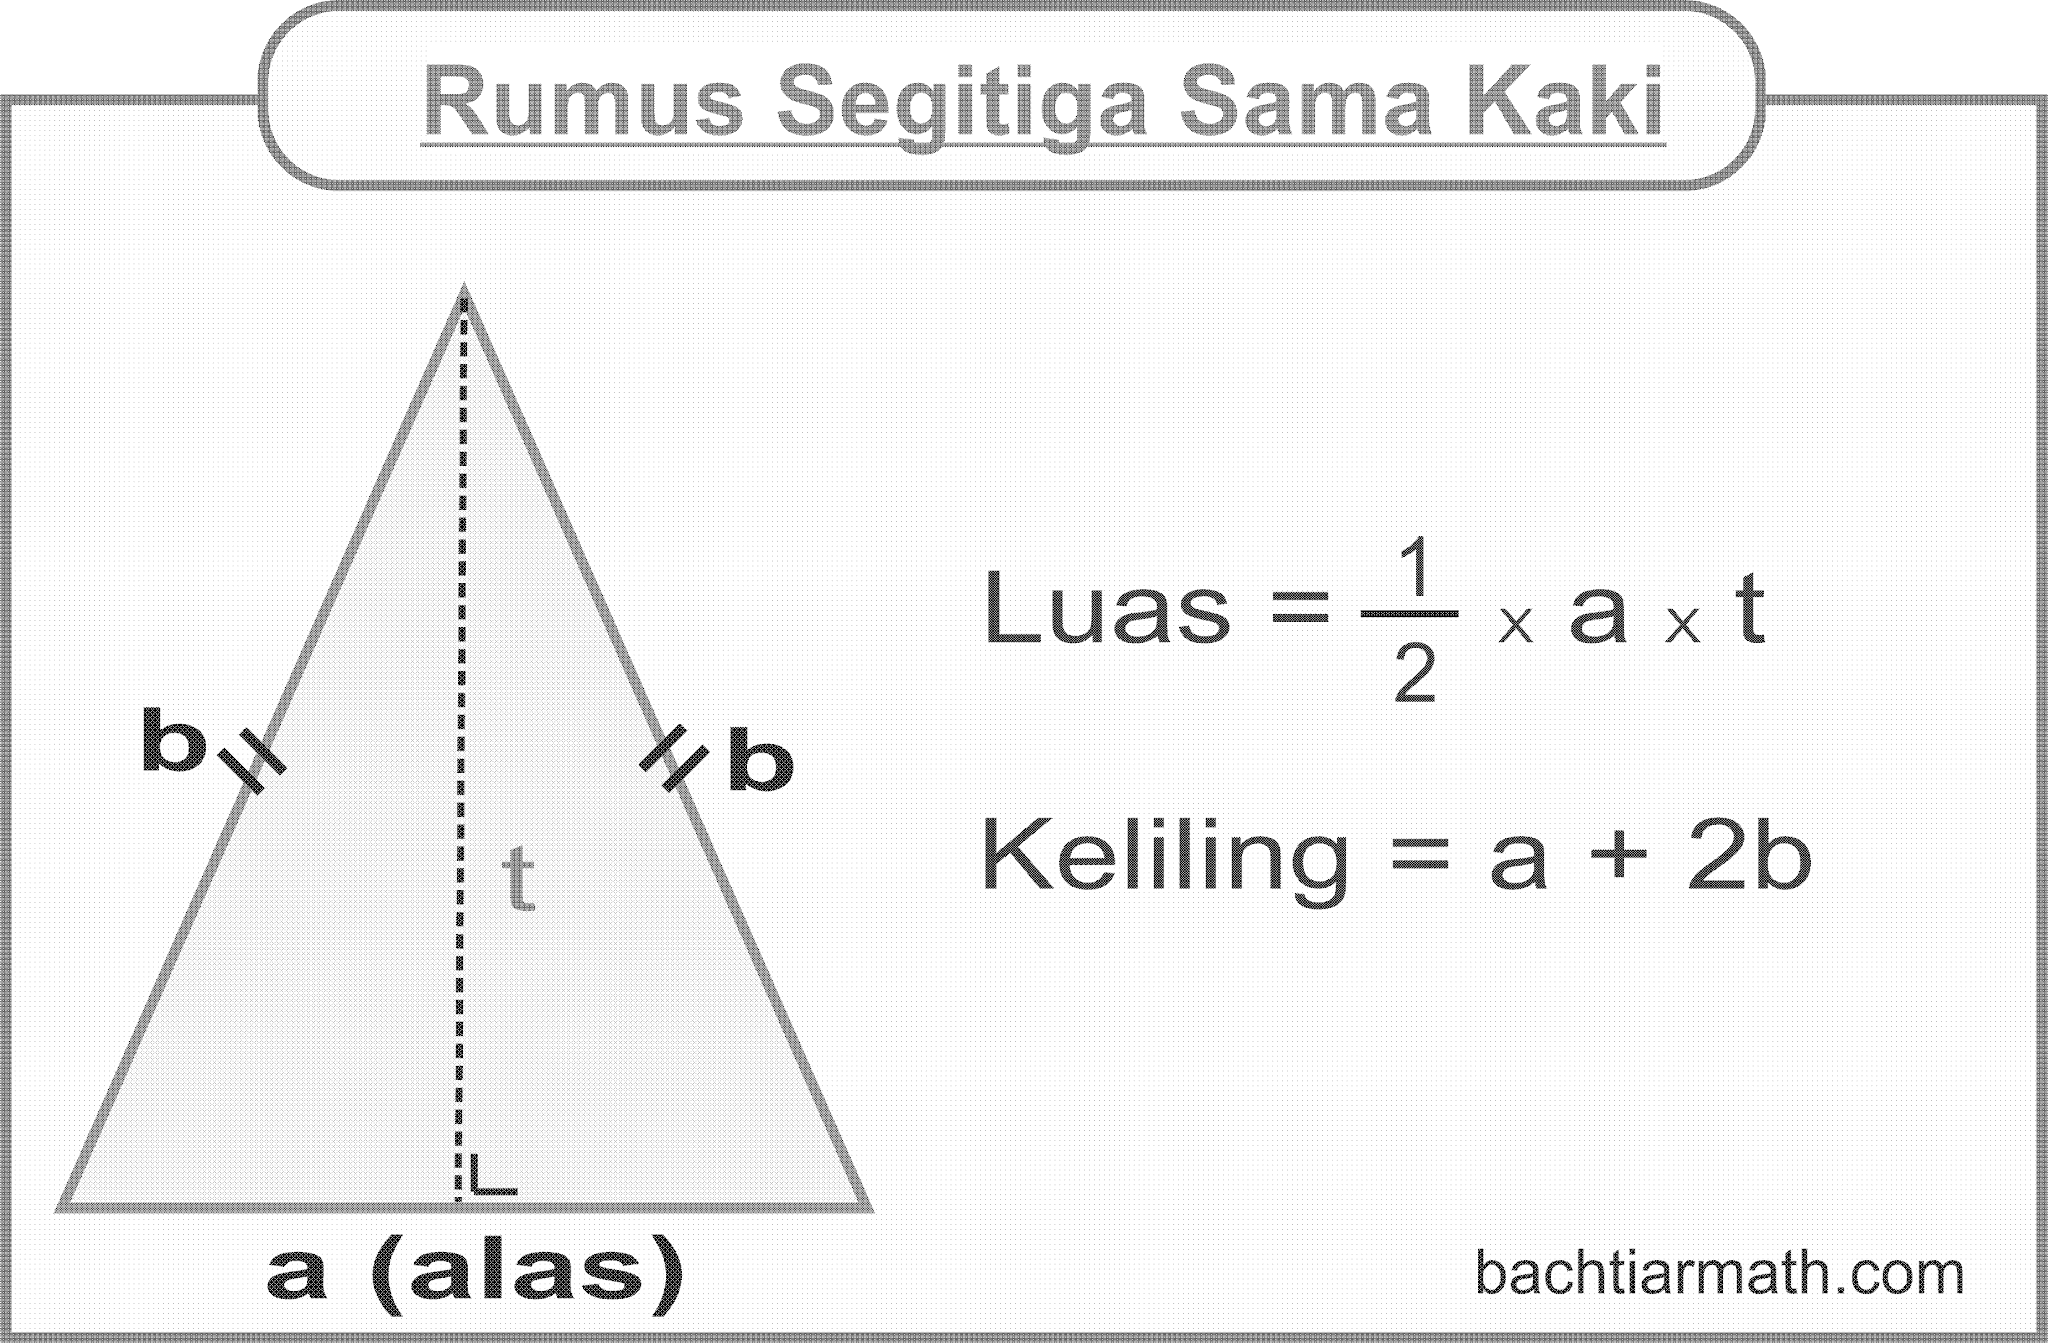 Rumus Segitiga Sama Kaki
Luas = 1/2 x a x t
b
b
Keliling = a + 2b
t
a (alas)
bachtiarmath.com